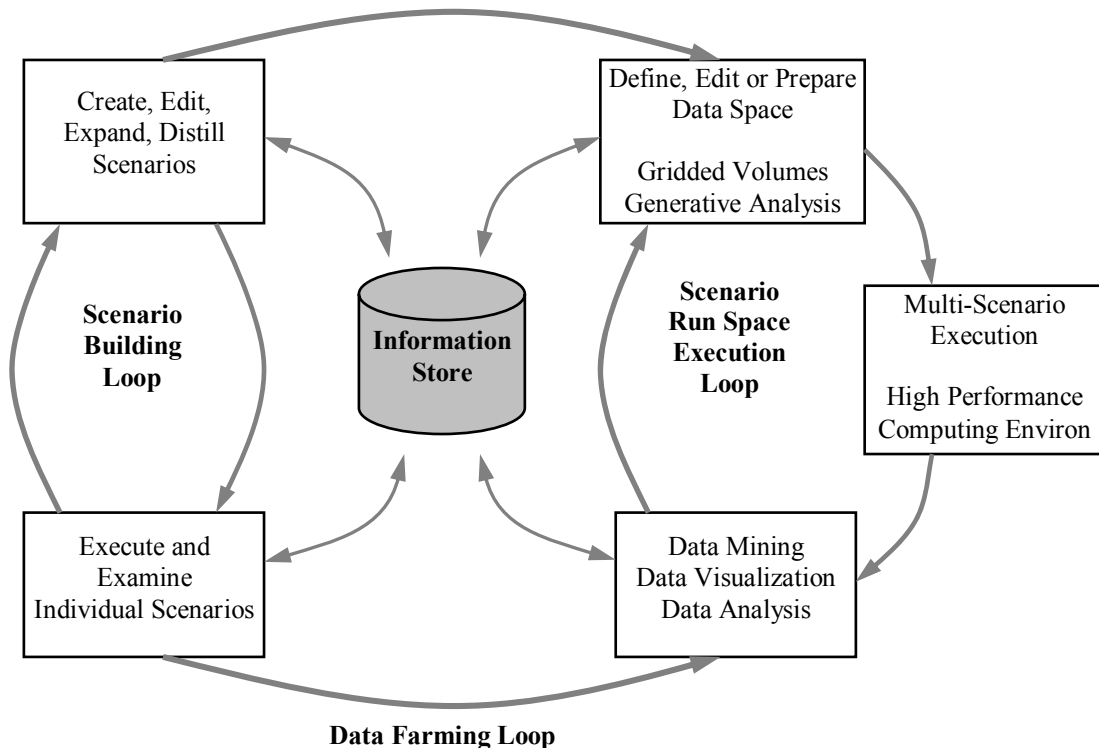 Create, Edit,
Expand, Distill
Scenarios
Define, Edit or Prepare
Data Space
Gridded Volumes
Generative Analysis
Scenario
Building
Loop
Information
Store
Scenario
Run Space
Execution
Loop
Multi-Scenario
Execution
High Performance
Computing Environ
Execute and
Examine
Individual Scenarios
Data Mining
Data Visualization
Data Analysis
Data Farming Loop